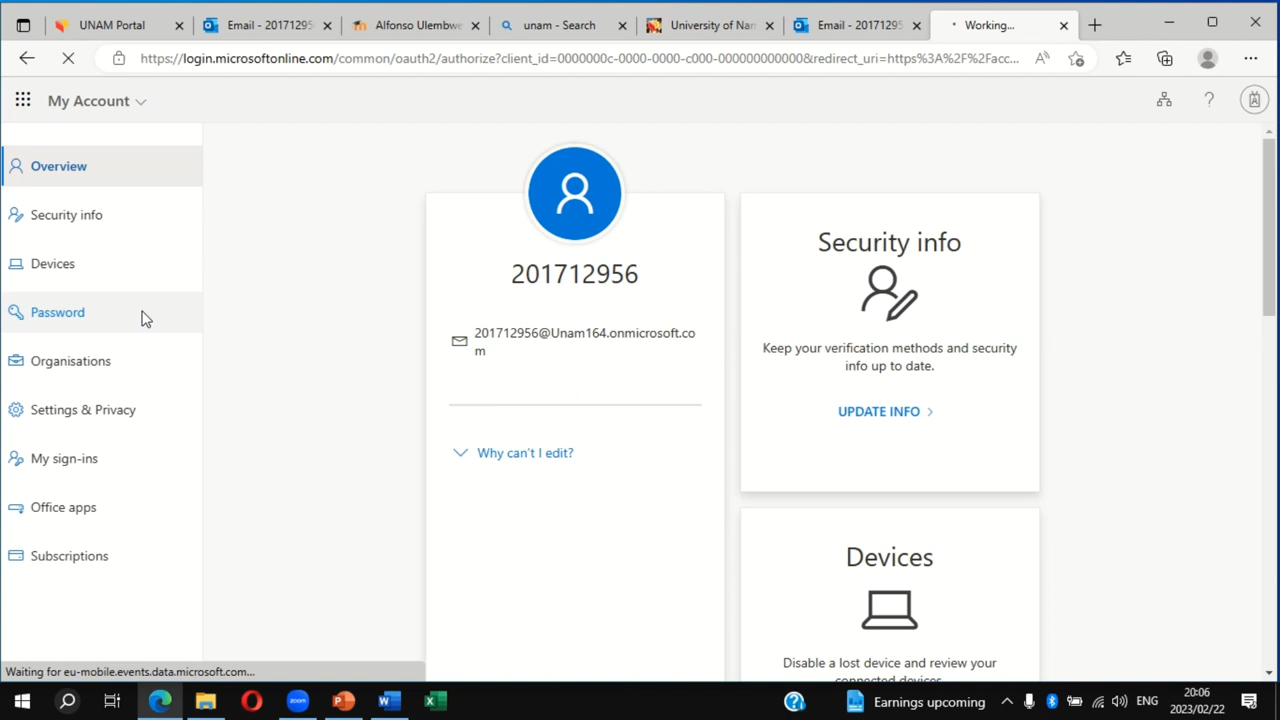 UNAM Portal
Email - 20171295
Alfonso Ulembwe
unam - Search
University of Nam
Email - 20171295
Working...
https://login.microsoftonline.com/common/oauth2/authorize?client_id=0000000c-0000-0000-c000-000000000000&redirect_uri=https%3A%2F%2Facc...
My Account
?
Overview
Security info
Devices
Password
Organisations
Settings & Privacy
My sign-ins
Office apps
Subscriptions
201712956
201712956@Unam164.onmicrosoft.co
m
Why can't I edit?
Security info
Keep your verification methods and security
info up to date.
UPDATE INFO
Devices
Disable a lost device and review your
connected devices.
Waiting for eu-mobile.events.data.microsoft.com...
zoom
Earnings upcoming
ENG
20:06
2023/02/22